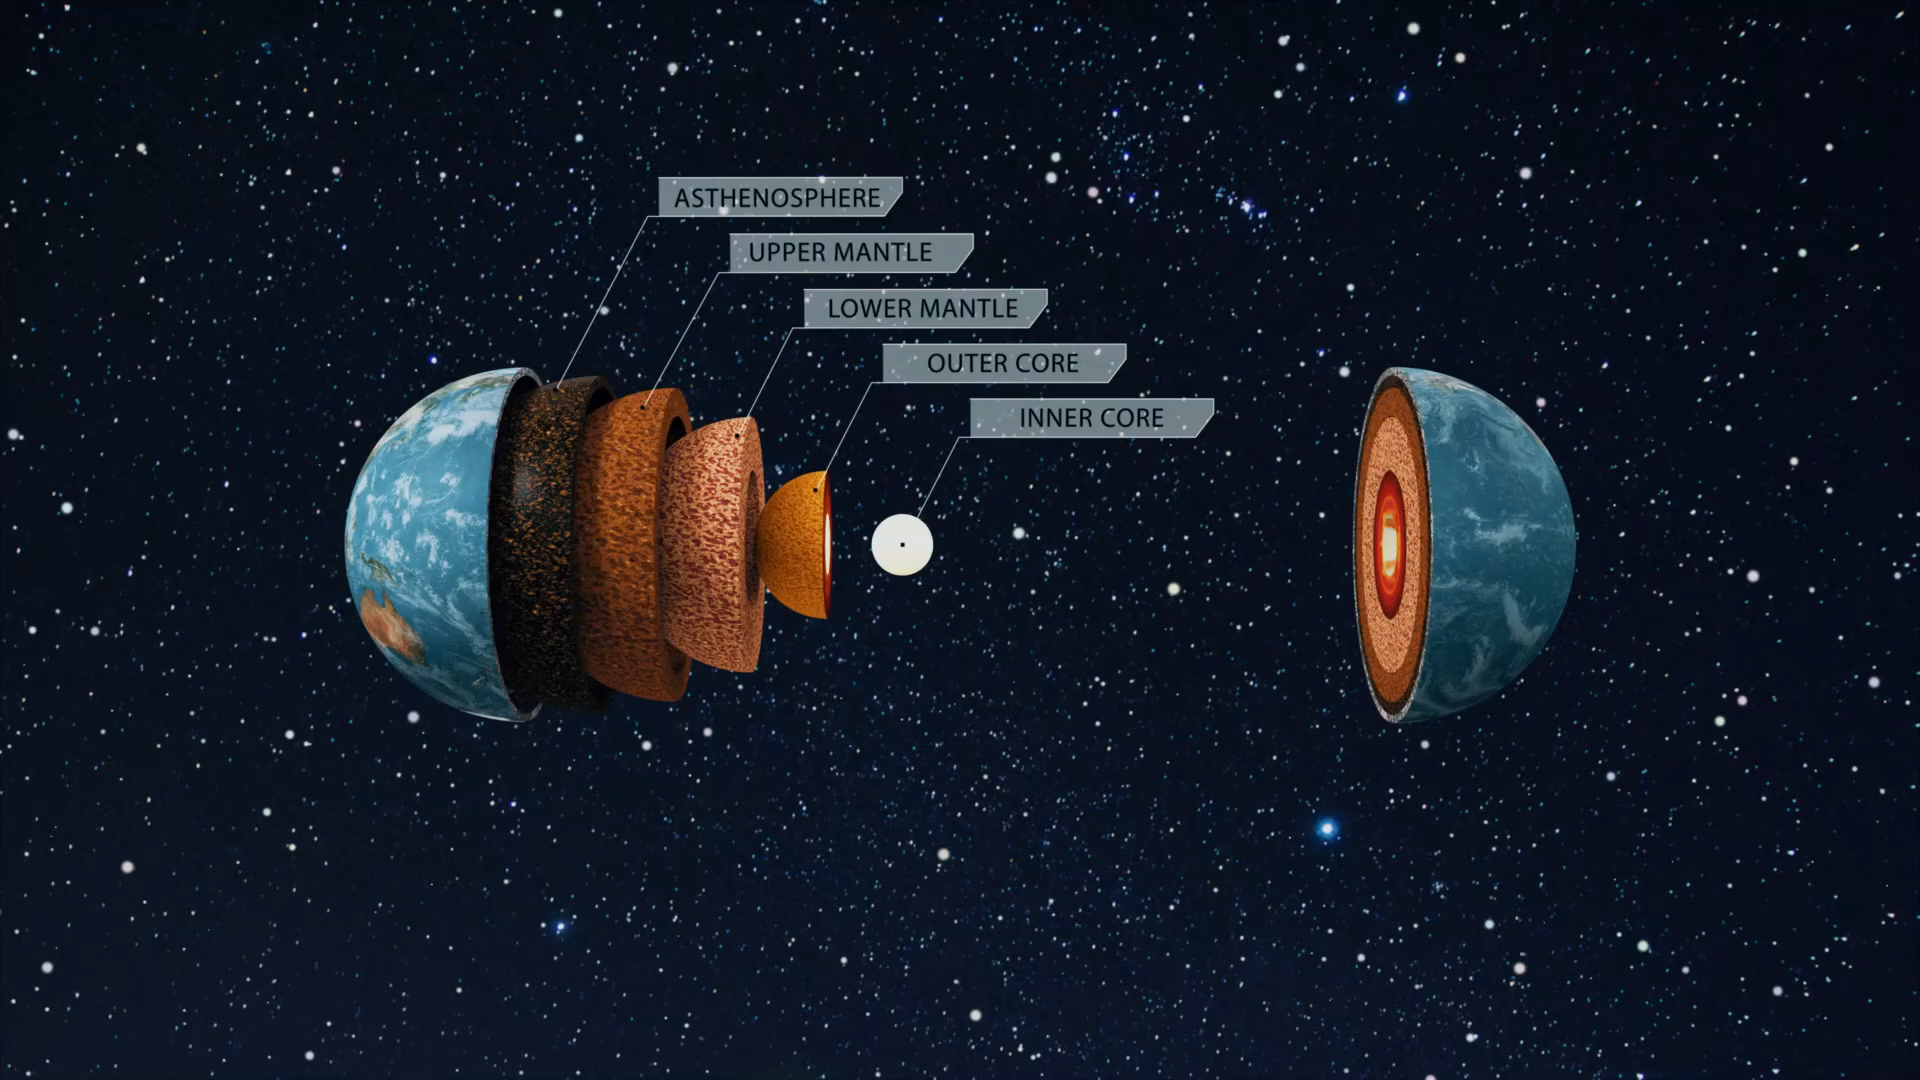 ASTHENOSPHERE
UPPER MANTLE
LOWER MANTLE
OUTER CORE
INNER CORE